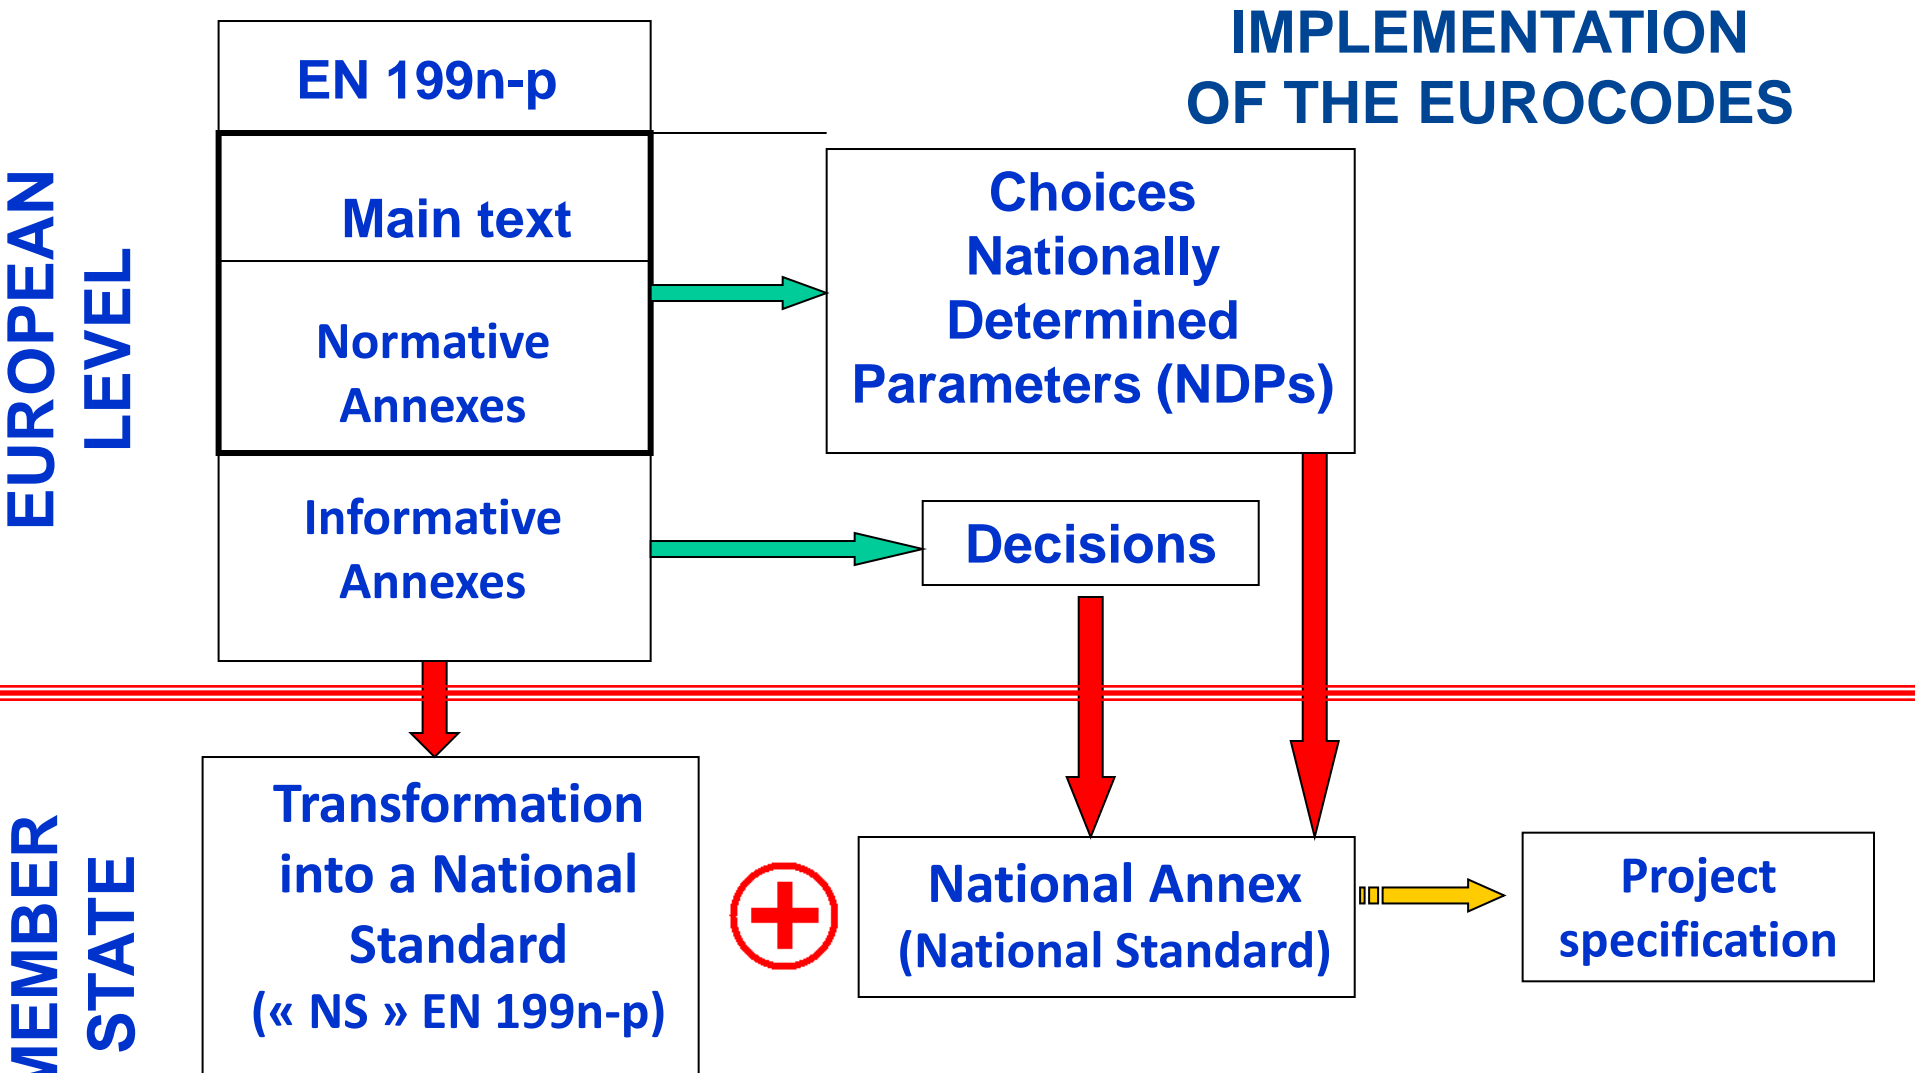 IMPLEMENTATION
OF THE EUROCODES
EUROPEAN
LEVEL
EN 199n-p
Main text
Normative
Annexes
Informative
Annexes
Choices
Nationally
Determined
Parameters (NDPs)
Decisions
MEMBER
STATE
Transformation
into a National
Standard
(« NS » EN 199n-p)
National Annex
(National Standard)
Project
specification